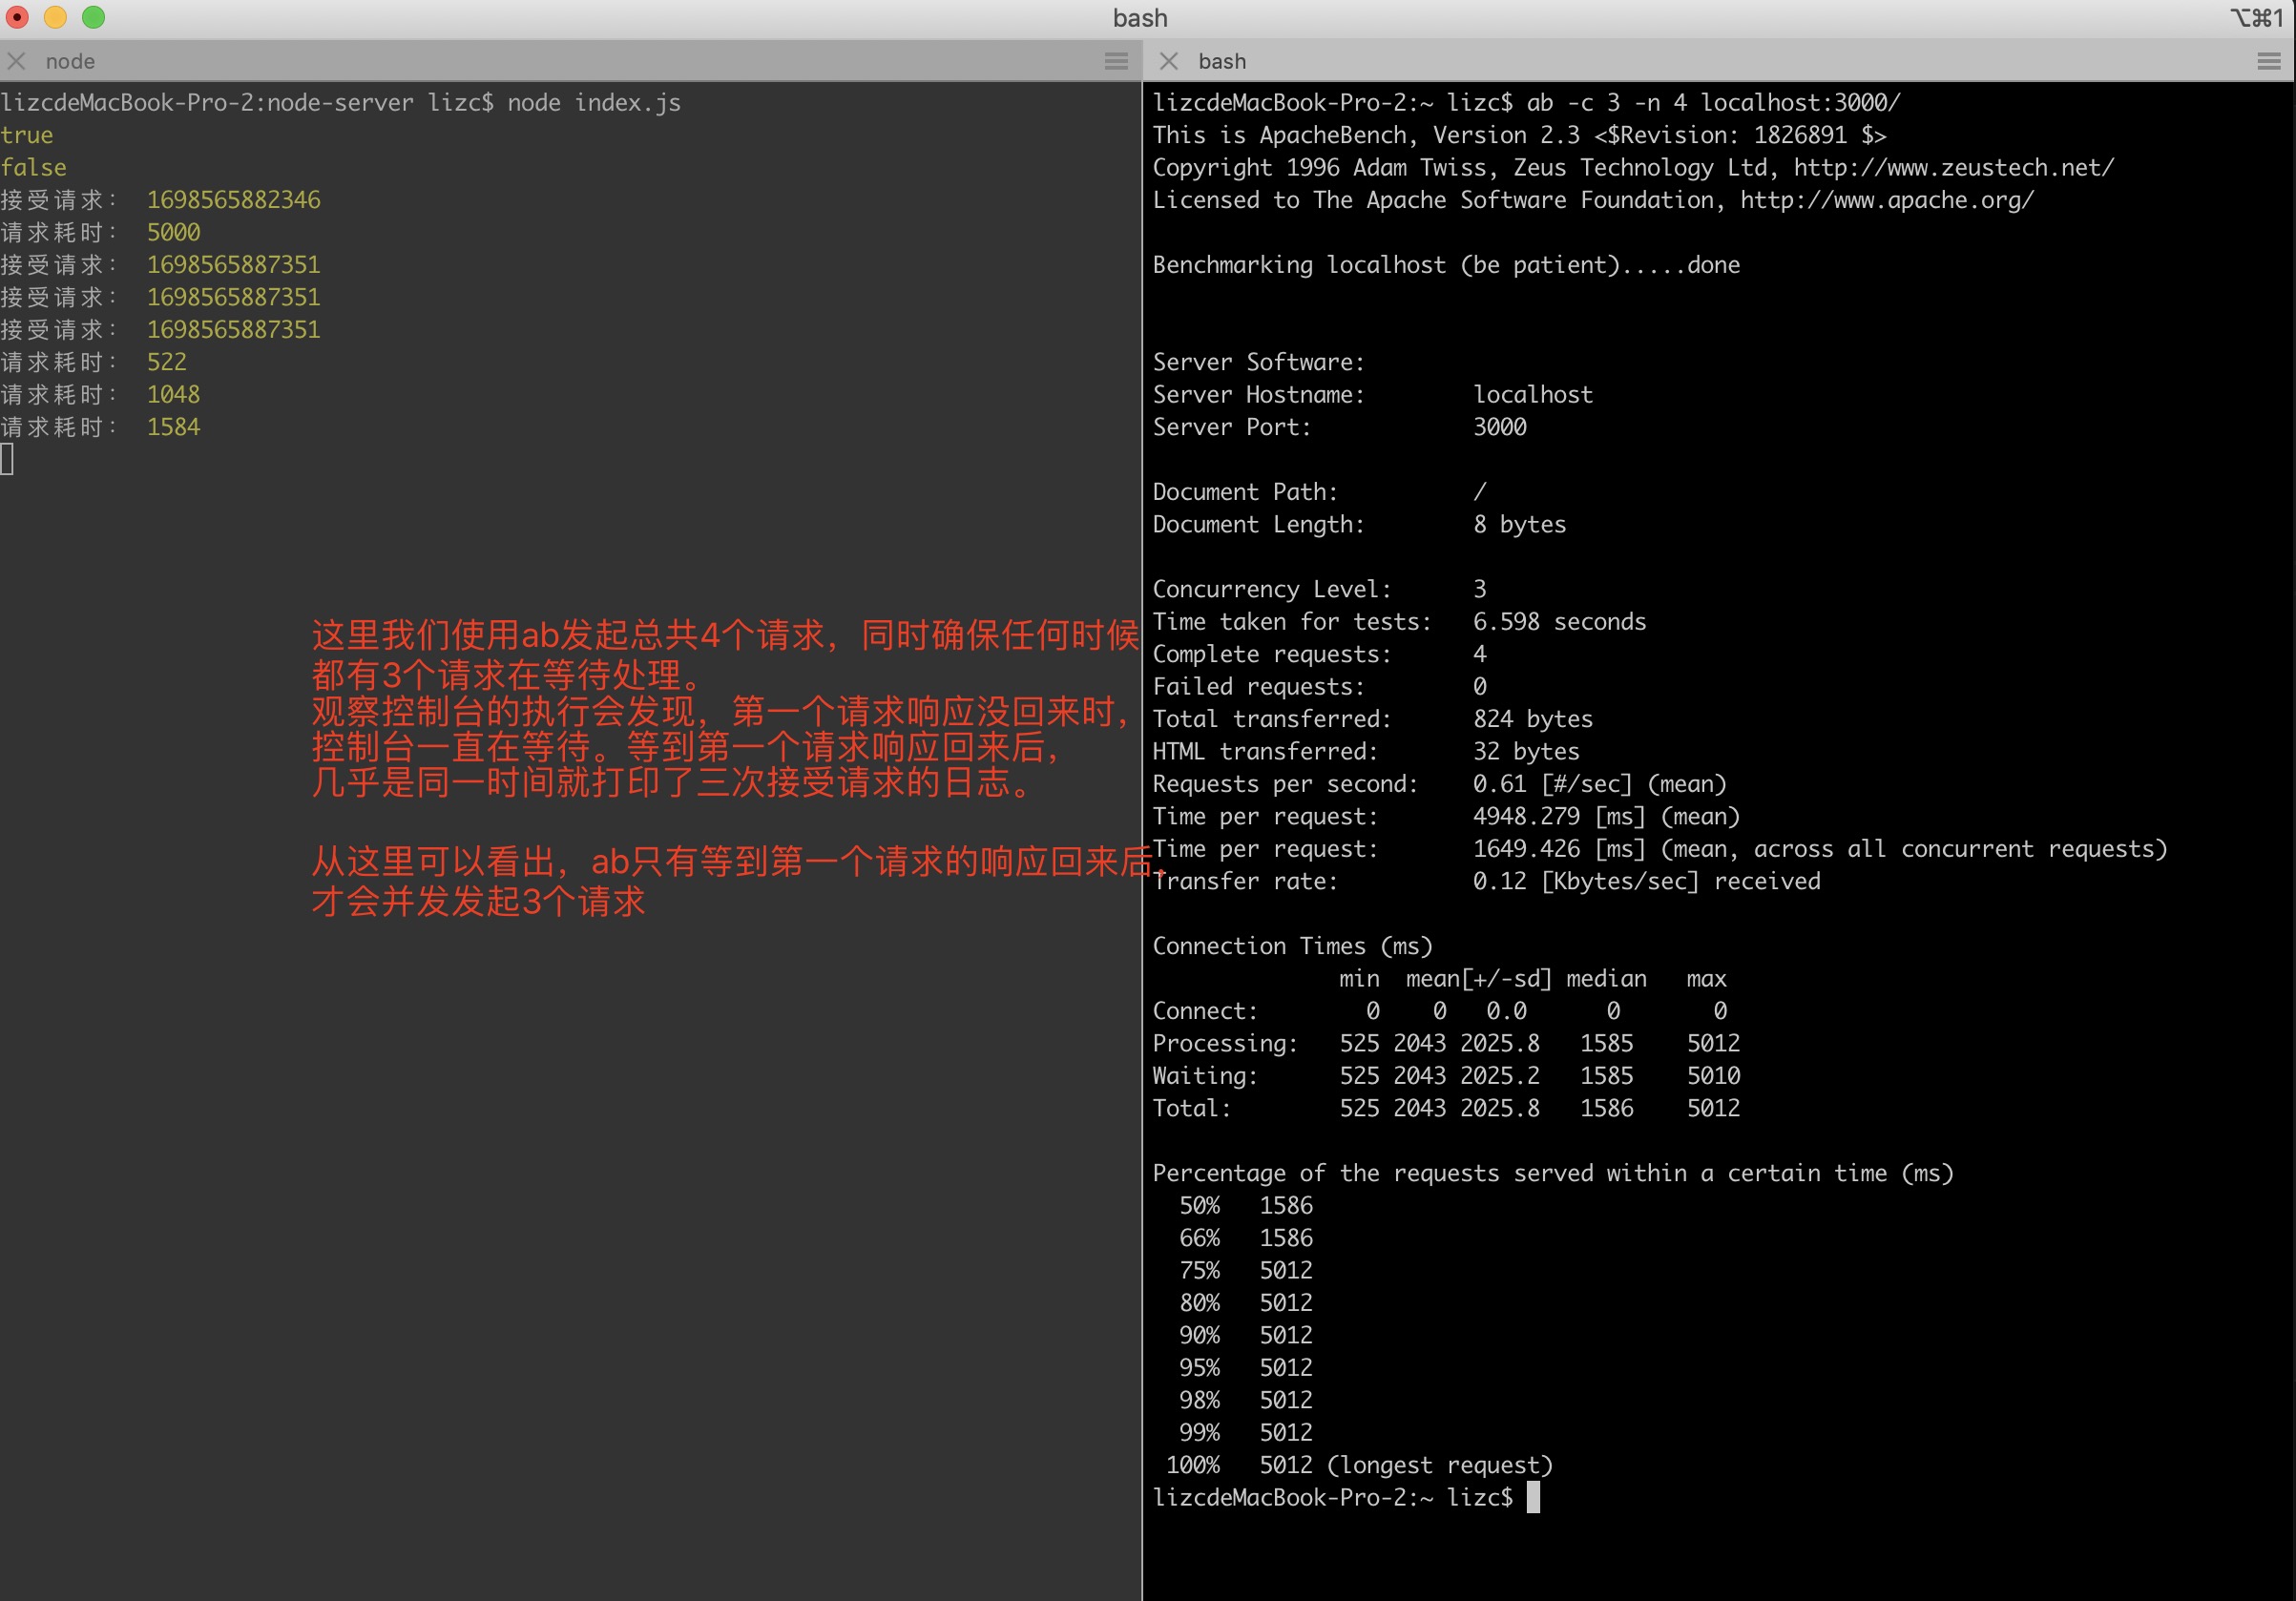 bash
⌥⌘1
node
bash
lizcdeMacBook-Pro-2:node-server lizc$ node index.js
true
false
接受请求： 1698565882346
请求耗时： 5000
接受请求： 1698565887351
接受请求： 1698565887351
接受请求： 1698565887351
请求耗时： 522
请求耗时： 1048
请求耗时： 1584
这里我们使用ab发起总共4个请求，同时确保任何时候
都有3个请求在等待处理。
观察控制台的执行会发现，第一个请求响应没回来时，
控制台一直在等待。等到第一个请求响应回来后，
几乎是同一时间就打印了三次接受请求的日志。
从这里可以看出，ab只有等到第一个请求的响应回来后，
才会并发发起3个请求
lizcdeMacBook-Pro-2:~ lizc$ ab -c 3 -n 4 localhost:3000/
This is ApacheBench, Version 2.3 <$Revision: 1826891 $>
Copyright 1996 Adam Twiss, Zeus Technology Ltd, http://www.zeustech.net/
Licensed to The Apache Software Foundation, http://www.apache.org/
Benchmarking localhost (be patient).....done
Server Software:
Server Hostname: localhost
Server Port: 3000
Document Path: /
Document Length: 8 bytes
Concurrency Level: 3
Time taken for tests: 6.598 seconds
Complete requests: 4
Failed requests: 0
Total transferred: 824 bytes
HTML transferred: 32 bytes
Requests per second: 0.61 [#/sec] (mean)
Time per request: 4948.279 [ms] (mean)
Time per request: 1649.426 [ms] (mean, across all concurrent requests)
Transfer rate: 0.12 [Kbytes/sec] received
Connection Times (ms)
min mean[+/-sd] median max
Connect: 0 0 0.0 0 0
Processing: 525 2043 2025.8 1585 5012
Waiting: 525 2043 2025.2 1585 5010
Total: 525 2043 2025.8 1586 5012
Percentage of the requests served within a certain time (ms)
50% 1586
66% 1586
75% 5012
80% 5012
90% 5012
95% 5012
98% 5012
99% 5012
100% 5012 (longest request)
lizcdeMacBook-Pro-2:~ lizc$